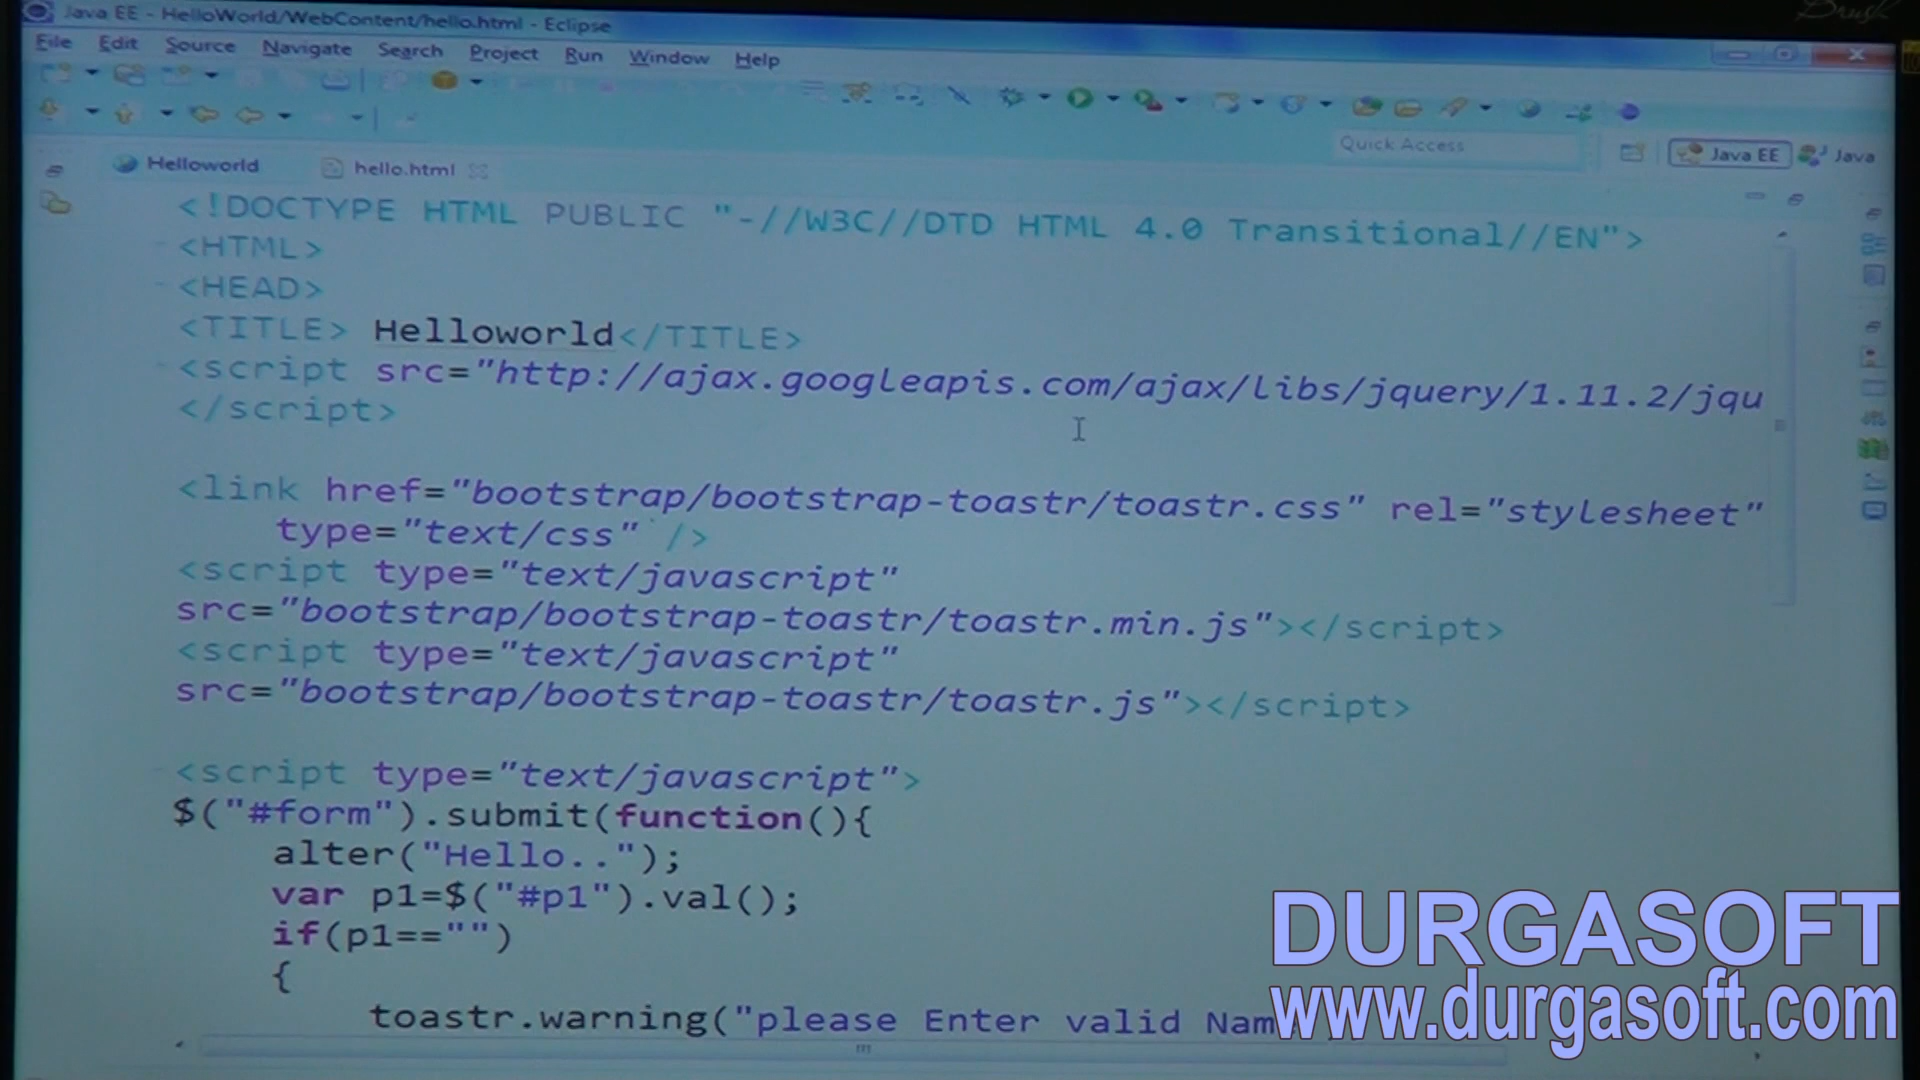 Java EE - HelloWorld/WebContent/hello.html - Eclipse
File Edit Source Navigate Search Project Run Window Help
Quick Access
Java EE
Java
Helloworld
hello.html
<!DOCTYPE HTML PUBLIC "-//W3C//DTD HTML 4.0 Transitional//EN">
<HTML>
<HEAD>
<TITLE> Helloworld</TITLE>
<script src="http://ajax.googleapis.com/ajax/libs/jquery/1.11.2/jqu
</script>
<link href="bootstrap/bootstrap-toastr/toastr.css" rel="stylesheet"
type="text/css" />
<script type="text/javascript"
src="bootstrap/bootstrap-toastr/toastr.min.js"></script>
<script type="text/javascript"
src="bootstrap/bootstrap-toastr/toastr.js"></script>
<script type="text/javascript">
$("#form").submit(function(){
alter("Hello..");
var p1=$("#p1").val();
if(p1=="")
{
toastr.warning("please Enter valid Nam
DURGASOFT
www.durgasoft.com